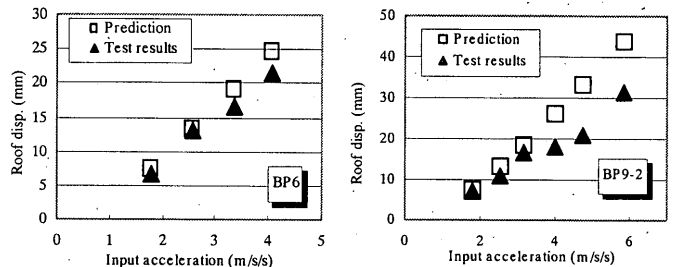 30
25
20
15
10
5
0
Roof disp. (mm)
Prediction
Test results
BP6
0 1 2 3 4 5
Input acceleration (m/s/s)
50
40
30
20
10
0
Roof disp. (mm)
Prediction
Test results
BP9-2
0 2 4 6
Input acceleration (m/s/s)